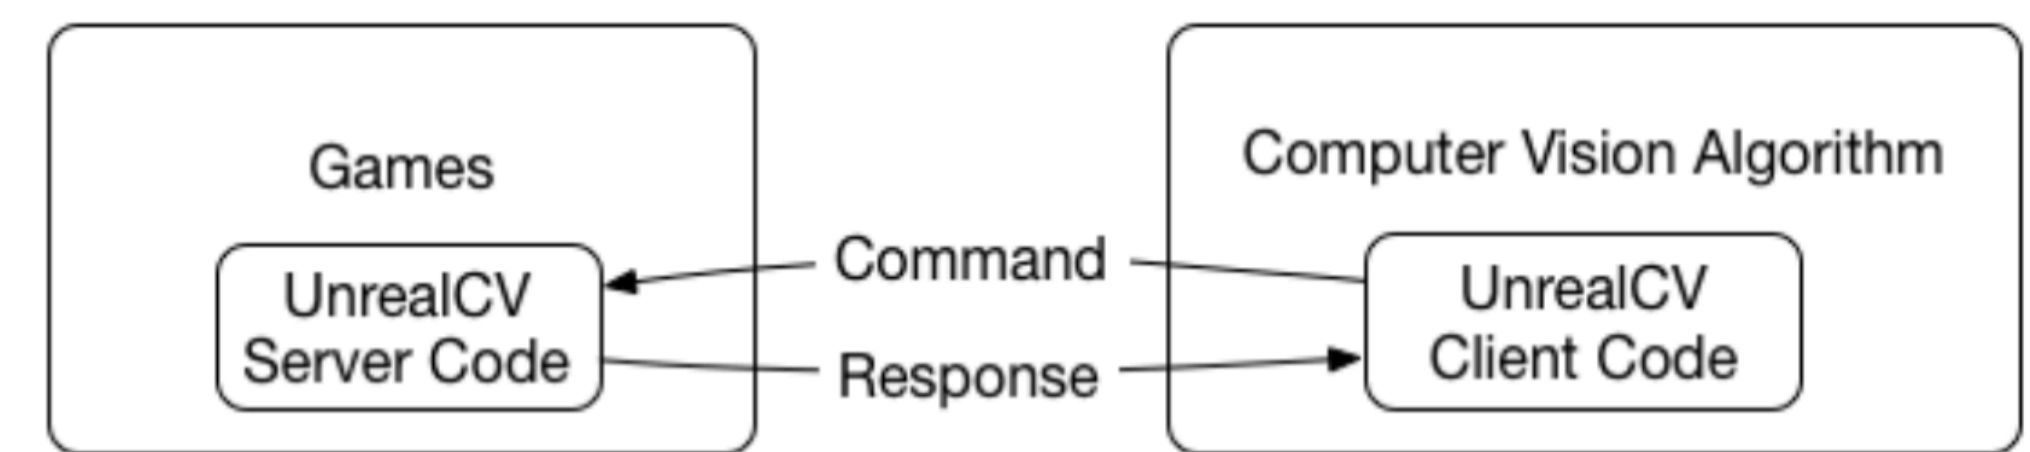 Games
UnrealCV
Server Code
Command
Response
Computer Vision Algorithm
UnrealCV
Client Code